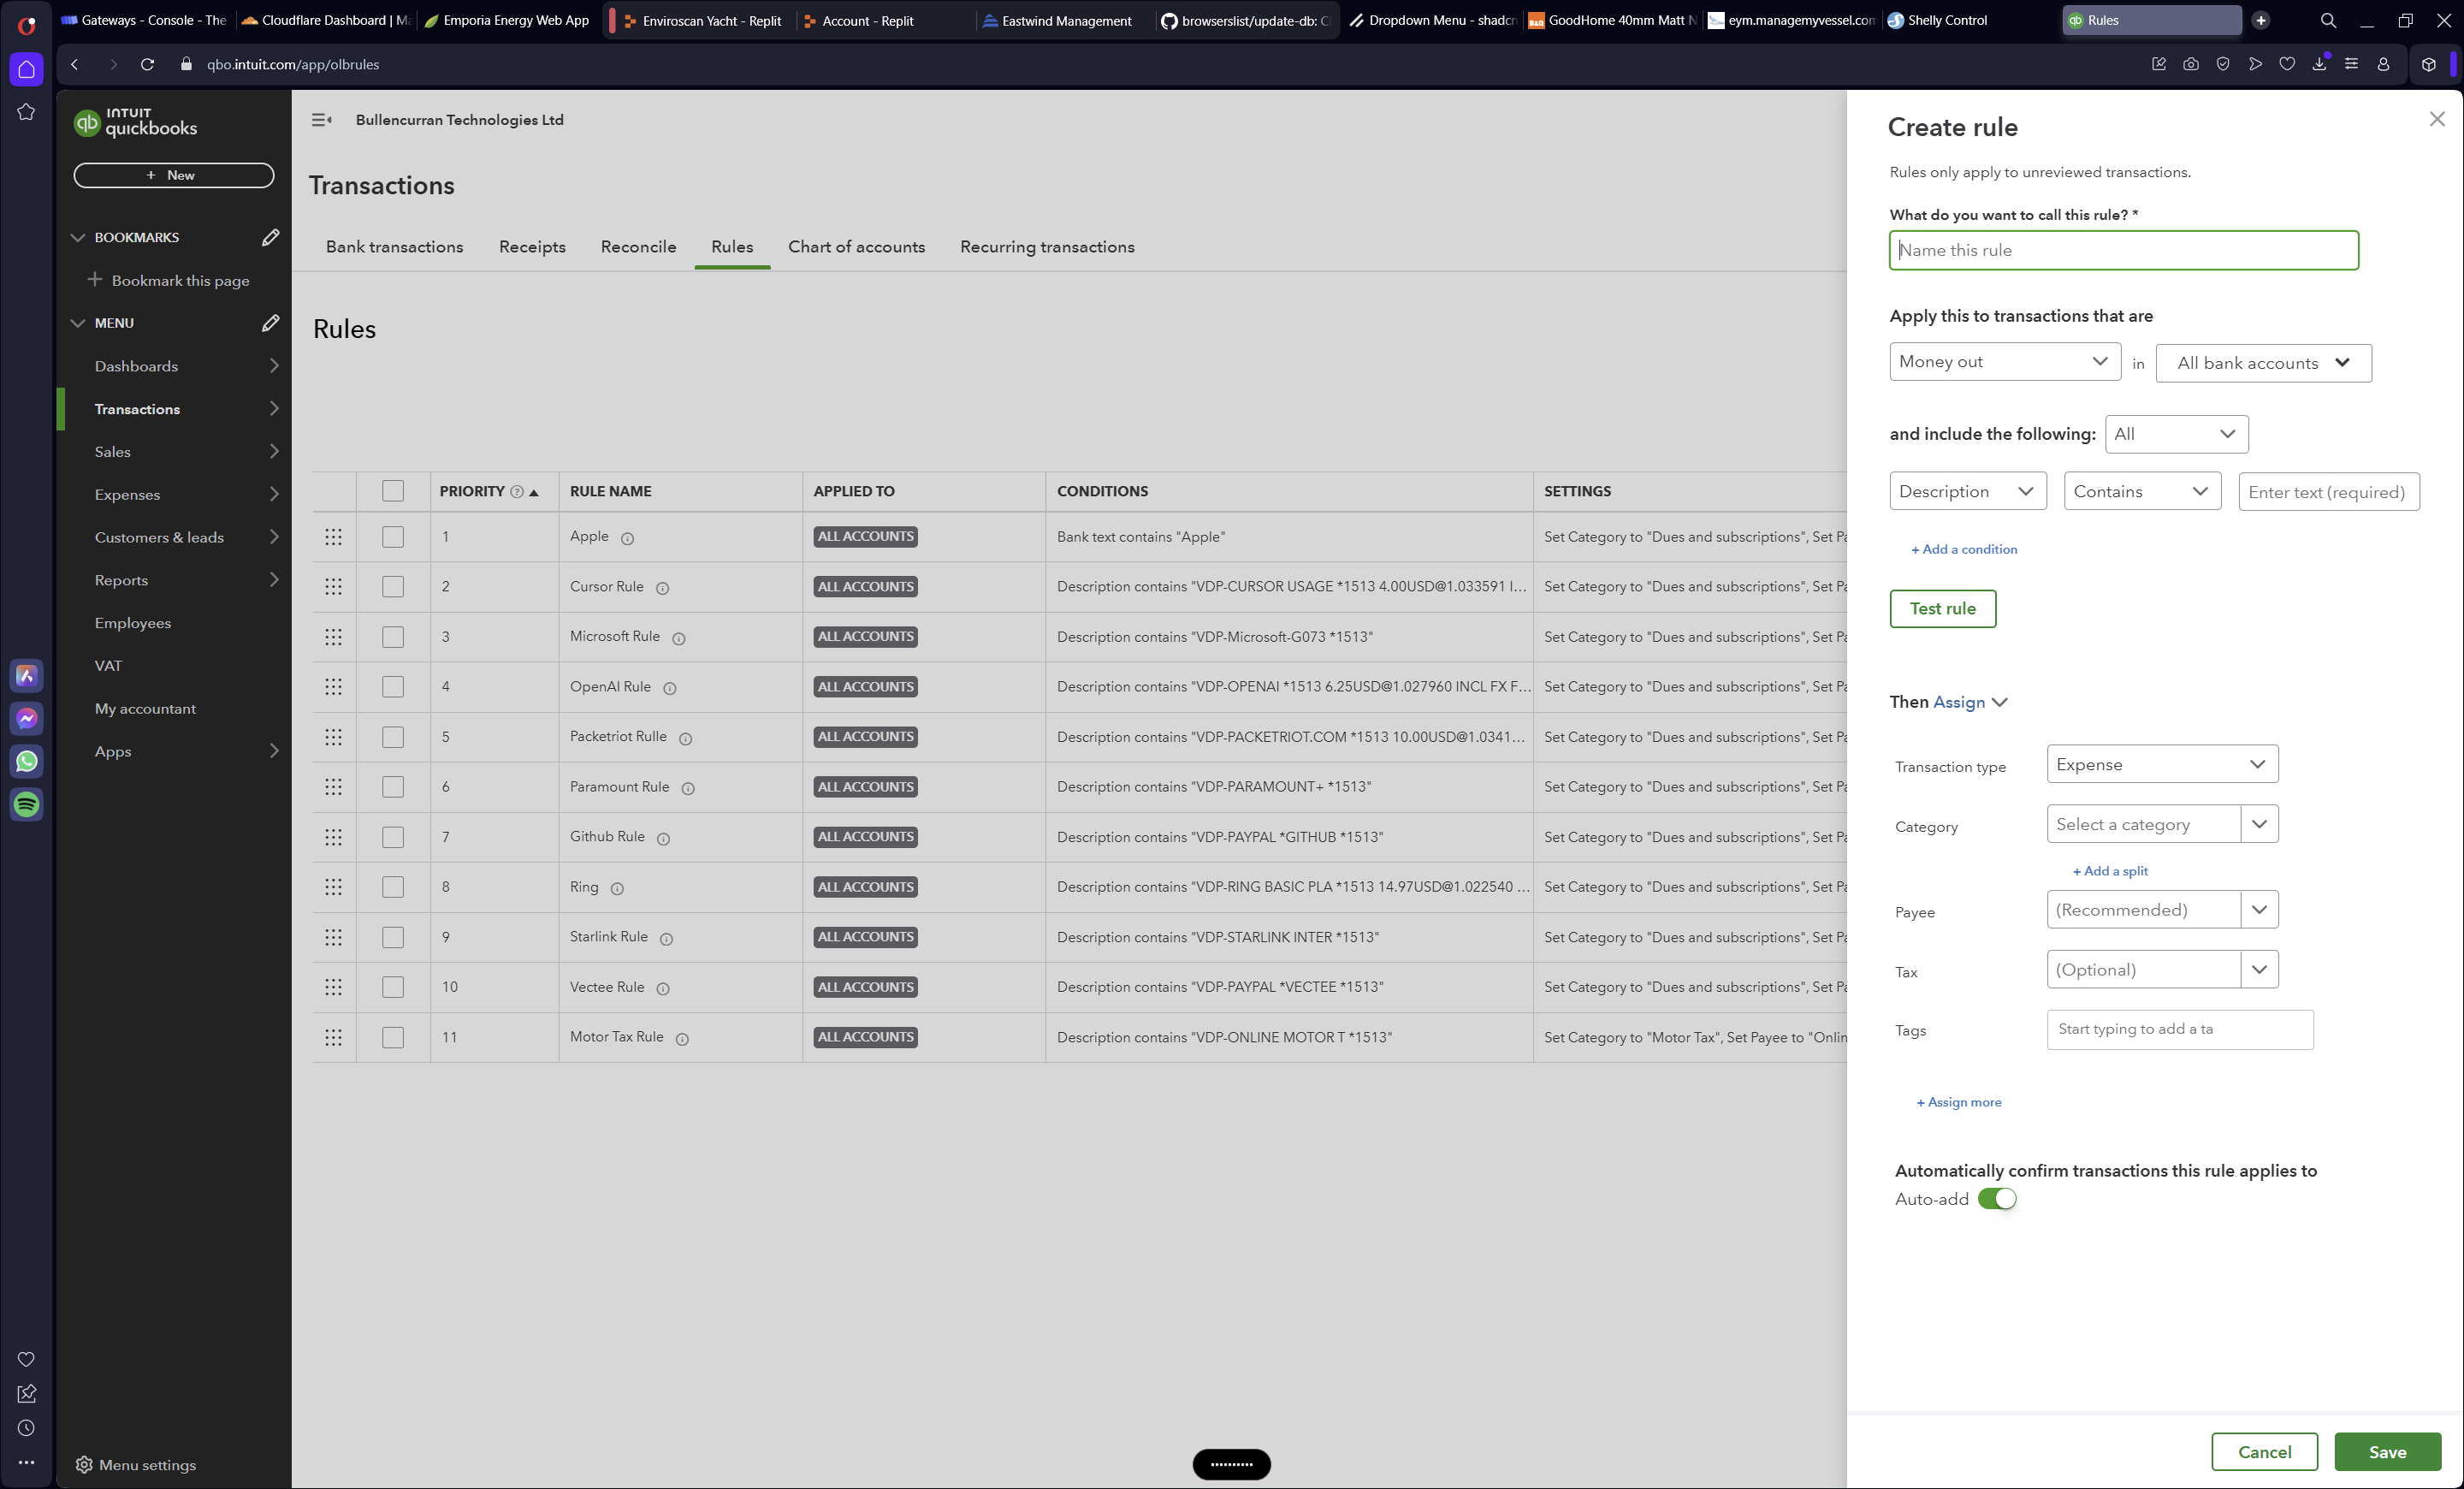 Gateways - Console - The
Cloudflare Dashboard | Ma
Emporia Energy Web App
Enviroscan Yacht - Replit
Account - Replit
Eastwind Management
browserslist/update-db: C
Dropdown Menu - shadcn
GoodHome 40mm Matt N
eym.managemyvessel.com
Shelly Control
Rules
qbo.intuit.com/app/olbrules
INTUIT
quickbooks
+ New
BOOKMARKS
+ Bookmark this page
MENU
Dashboards
Transactions
Sales
Expenses
Customers & leads
Reports
Employees
VAT
My accountant
Apps
Menu settings
Bullencurran Technologies Ltd
Transactions
Bank transactions Receipts Reconcile Rules Chart of accounts Recurring transactions
Rules
PRIORITY RULE NAME APPLIED TO CONDITIONS SETTINGS
1 Apple ALL ACCOUNTS Bank text contains "Apple" Set Category to "Dues and subscriptions", Set Pa
2 Cursor Rule ALL ACCOUNTS Description contains "VDP-CURSOR USAGE *1513 4.00USD@1.033591 I... Set Category to "Dues and subscriptions", Set Pa
3 Microsoft Rule ALL ACCOUNTS Description contains "VDP-Microsoft-G073 *1513" Set Category to "Dues and subscriptions", Set Pa
4 OpenAI Rule ALL ACCOUNTS Description contains "VDP-OPENAI *1513 6.25USD@1.027960 INCL FX F... Set Category to "Dues and subscriptions", Set Pa
5 Packetriot Rulle ALL ACCOUNTS Description contains "VDP-PACKETRIOT.COM *1513 10.00USD@1.0341... Set Category to "Dues and subscriptions", Set Pa
6 Paramount Rule ALL ACCOUNTS Description contains "VDP-PARAMOUNT+ *1513" Set Category to "Dues and subscriptions", Set Pa
7 Github Rule ALL ACCOUNTS Description contains "VDP-PAYPAL *GITHUB *1513" Set Category to "Dues and subscriptions", Set Pa
8 Ring ALL ACCOUNTS Description contains "VDP-RING BASIC PLA *1513 14.97USD@1.022540 ... Set Category to "Dues and subscriptions", Set Pa
9 Starlink Rule ALL ACCOUNTS Description contains "VDP-STARLINK INTER *1513" Set Category to "Dues and subscriptions", Set Pa
10 Vectee Rule ALL ACCOUNTS Description contains "VDP-PAYPAL *VECTEE *1513" Set Category to "Dues and subscriptions", Set Pa
11 Motor Tax Rule ALL ACCOUNTS Description contains "VDP-ONLINE MOTOR T *1513" Set Category to "Motor Tax", Set Payee to "Onlin
Create rule
Rules only apply to unreviewed transactions.
What do you want to call this rule? *
Name this rule
Apply this to transactions that are
Money out in All bank accounts
and include the following: All
Description Contains Enter text (required)
+ Add a condition
Test rule
Then Assign
Transaction type Expense
Category Select a category
+ Add a split
Payee (Recommended)
Tax (Optional)
Tags Start typing to add a ta
+ Assign more
Automatically confirm transactions this rule applies to
Auto-add
Cancel Save